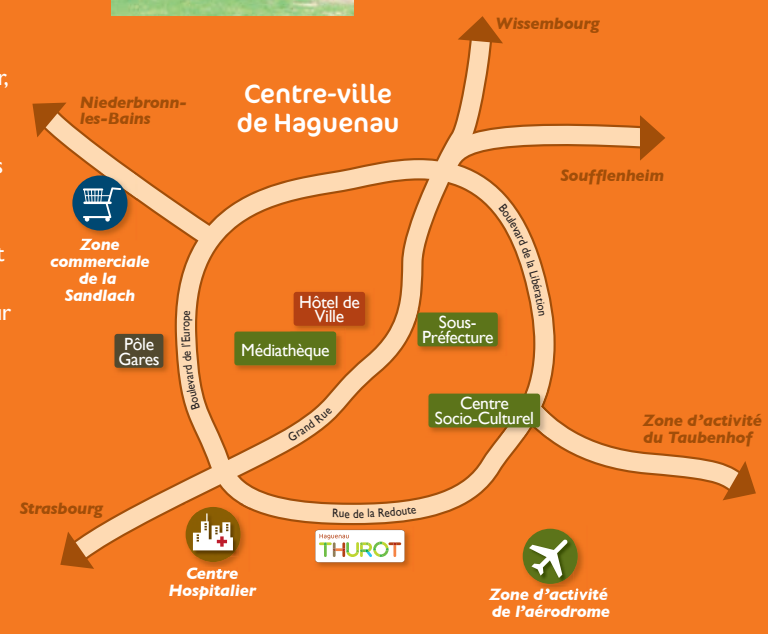 Wissembourg
Centre-ville
de Haguenau
Niederbronn-
les-Bains
Soufflenheim
Zone
commerciale
de la
Sandlach
Boulevard de la Libération
Hôtel de
Ville
Sous-
Préfecture
Pôle
Gares
Boulevard de l'Europe
Médiathèque
Centre
Socio-Culturel
Grand Rue
Zone d'activité
du Taubenhof
Strasbourg
Rue de la Redoute
Haguenau
THUROT
Centre
Hospitalier
Zone d'activité
de l'aérodrome